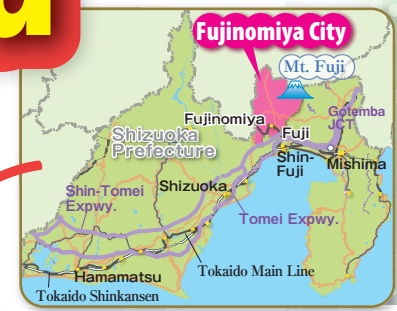 Fujinomiya City
Mt. Fuji
Gotemba
JCT
Fujinomiya
Fuji
Shizuoka
Prefecture
Shin-
Fuji
Mishima
Shin-Tomei
Expwy.
Shizuoka
Tomei Expwy.
Tokaido Main Line
Hamamatsu
Tokaido Shinkansen